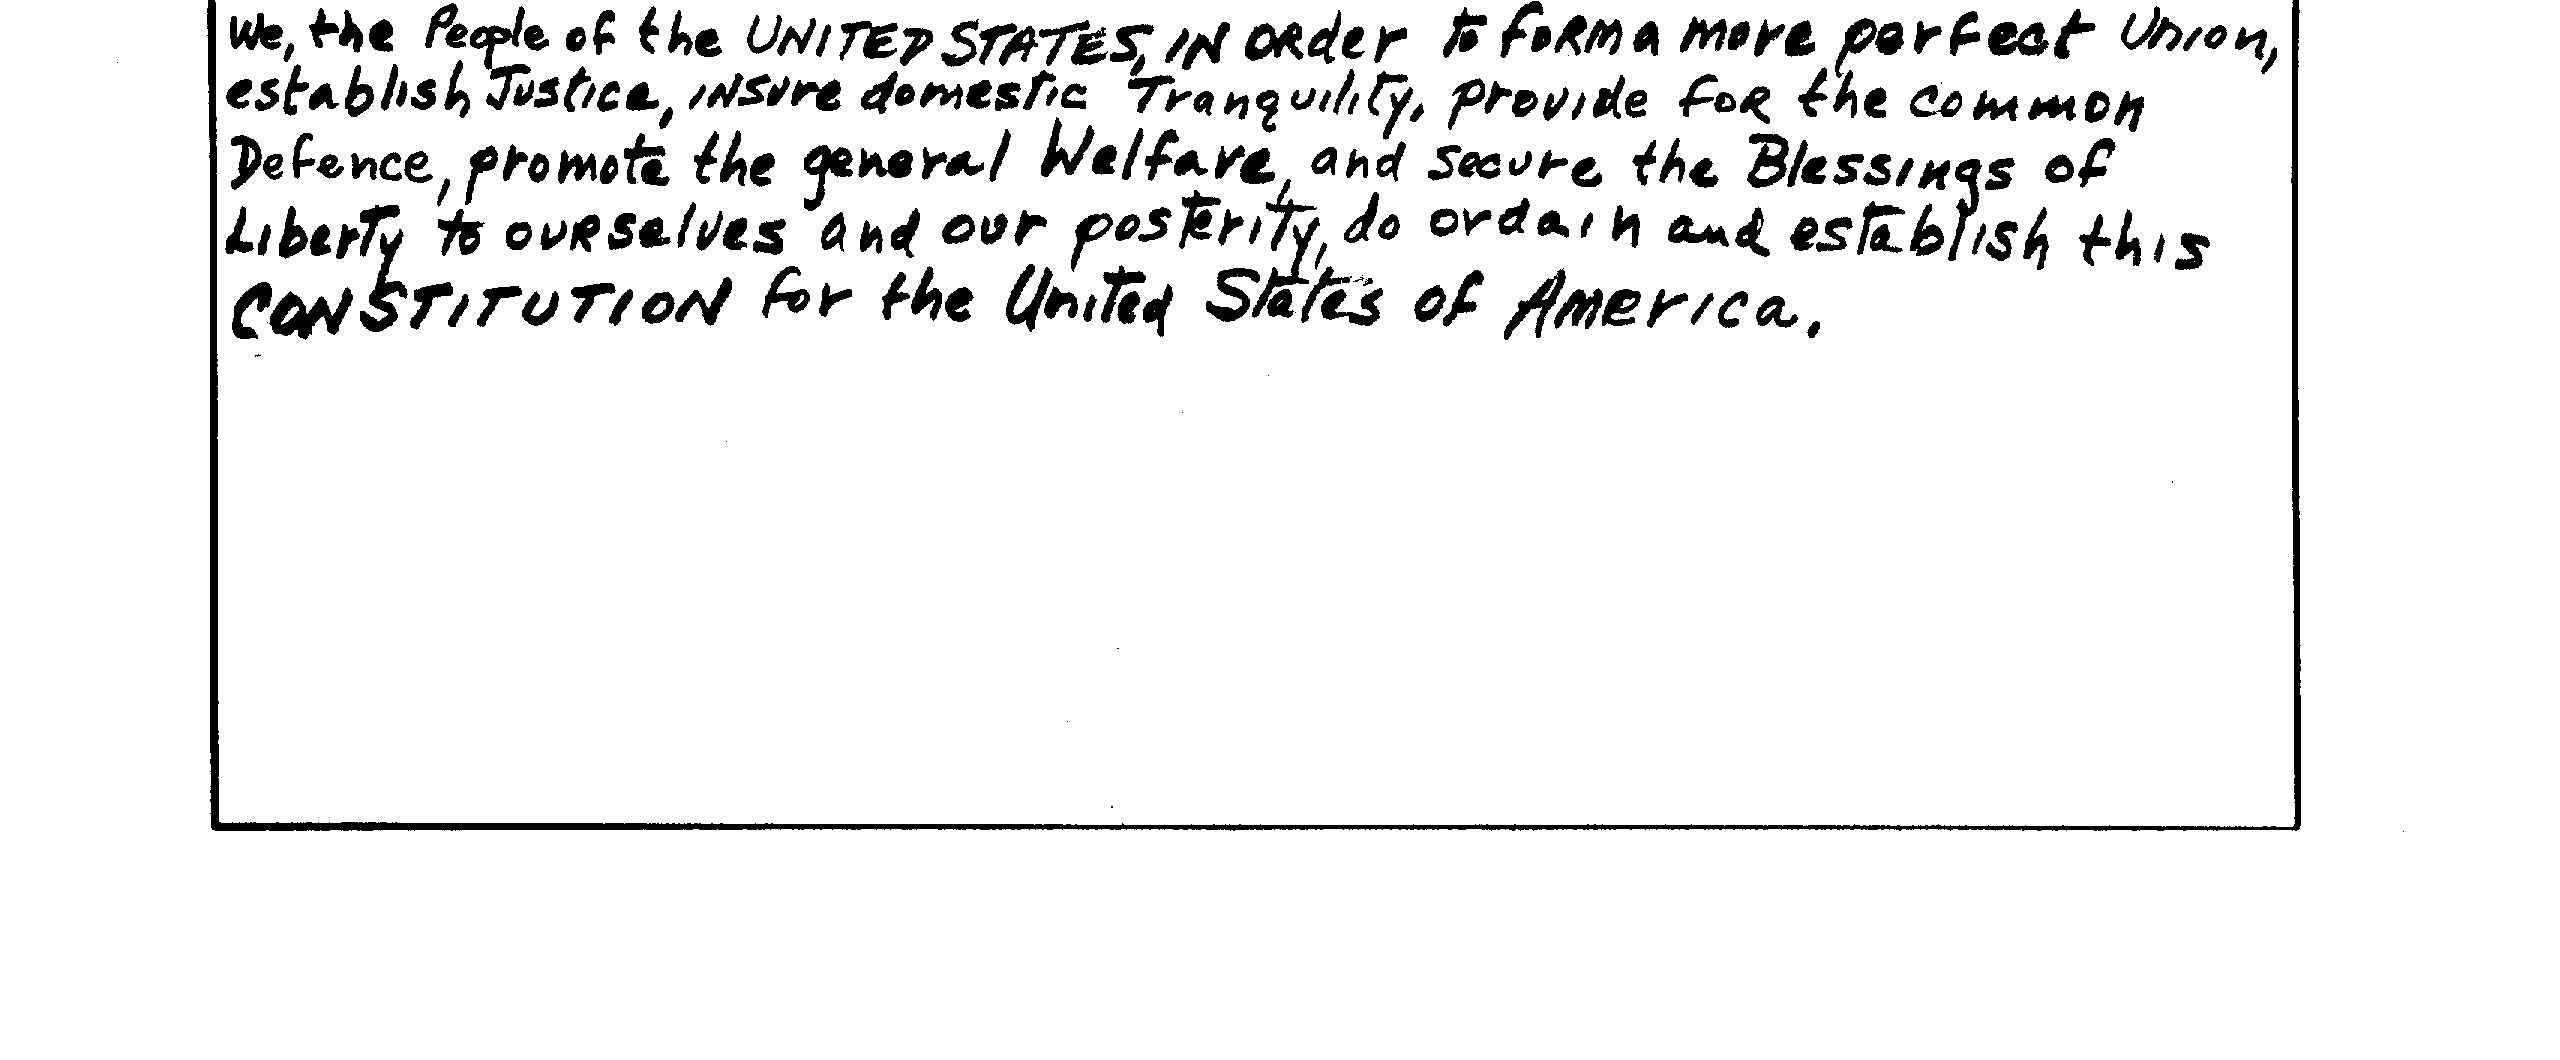 We, the People of the UNITED STATES, IN ORDer to foRM a more perfect Union,
establish Justice, iNSure domestic Tranquility, provide foR the common
Defence, promote the general Welfare, and secure the Blessings of
Liberty to ouRselves and our posterity, do ordain and establish this
CONSTITUTION for the United States of America.